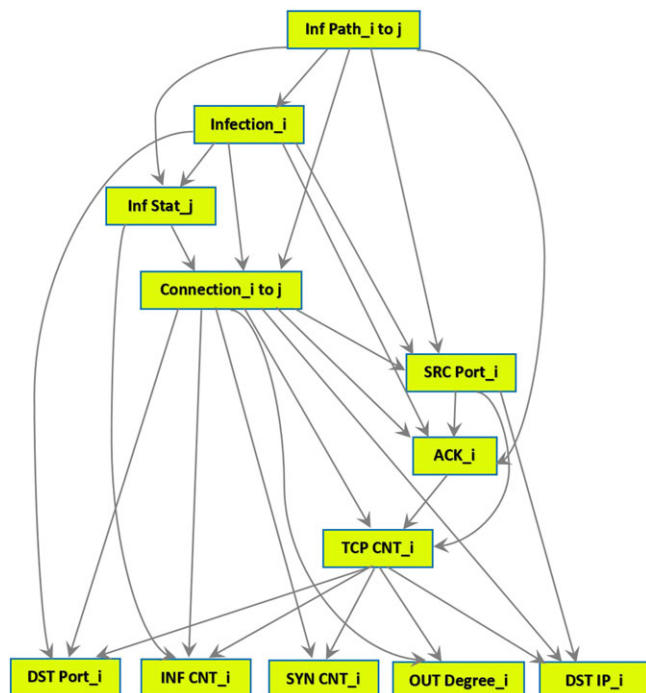 Inf Path_i to j
Infection_i
Inf Stat_j
Connection_i to j
SRC Port_i
ACK_i
TCP CNT_i
DST Port_i
INF CNT_i
SYN CNT_i
OUT Degree_i
DST IP_i